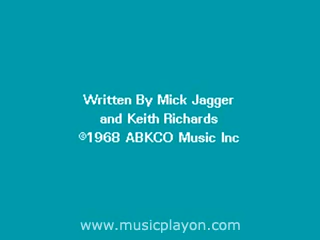 Written By Mick Jagger
and Keith Richards
©1968 ABKCO Music Inc
www.musicplayon.com